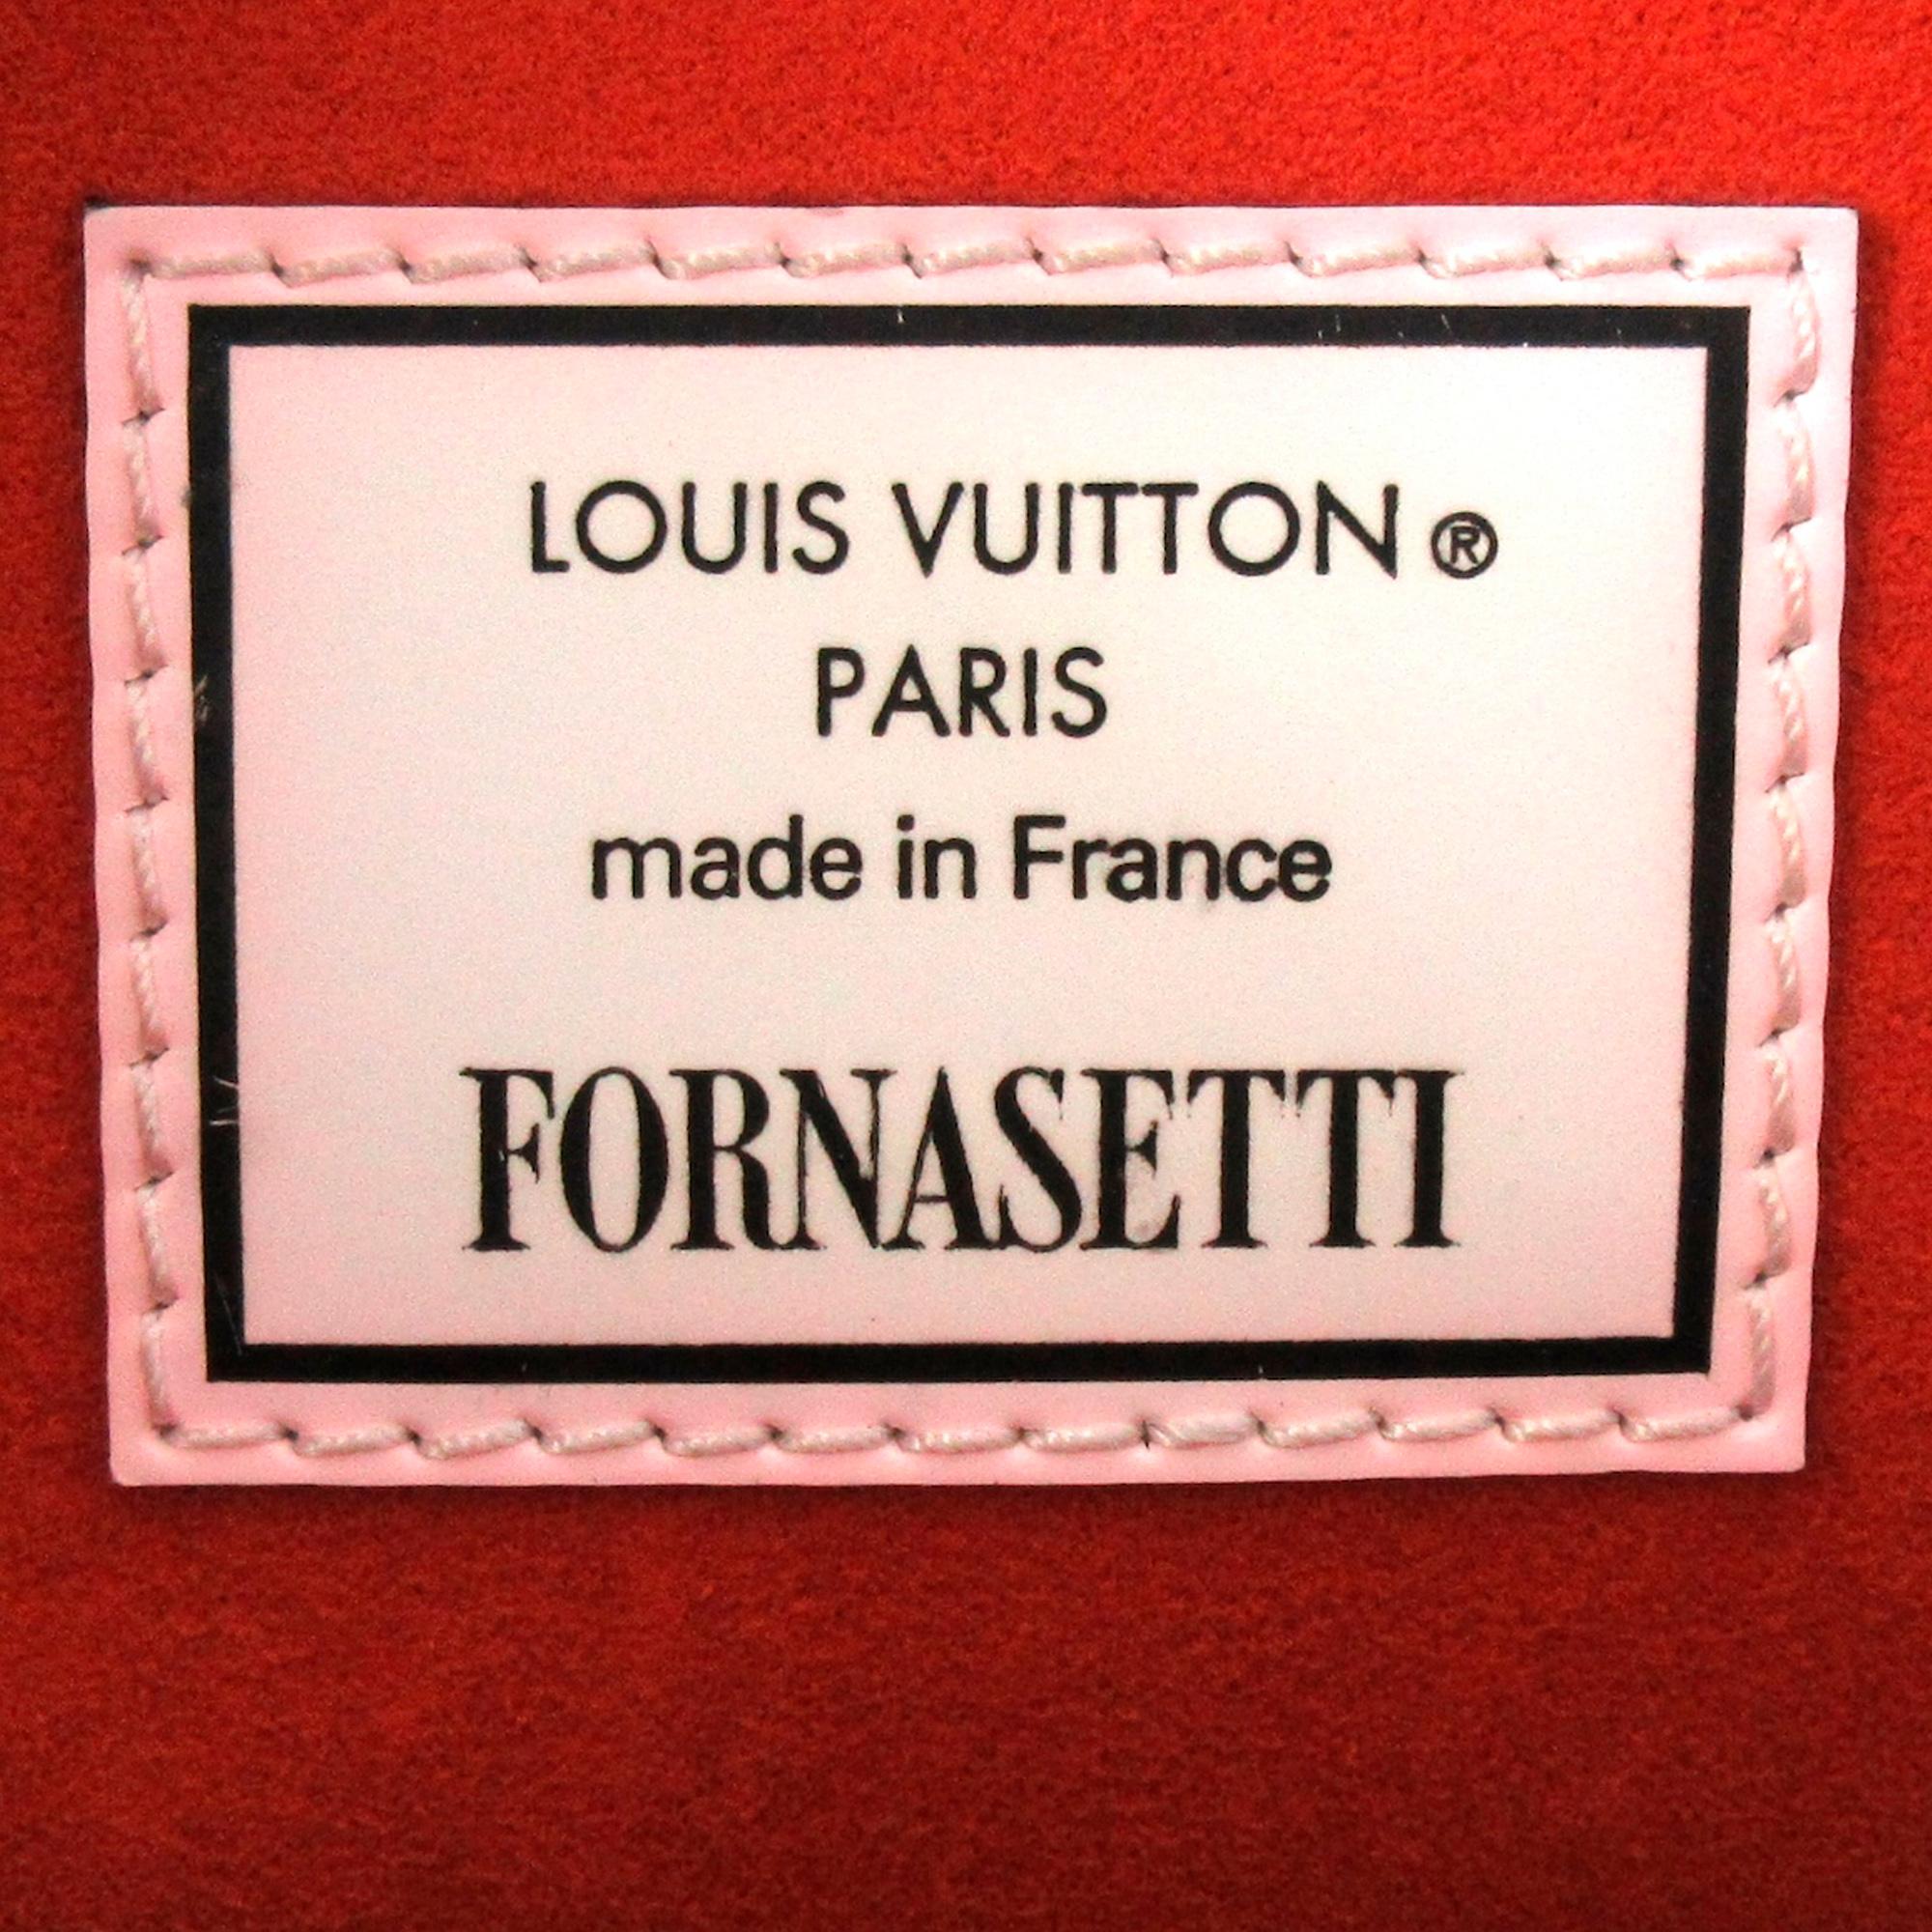 LOUIS VUITTON ®
PARIS
made in France
FORNASETTI